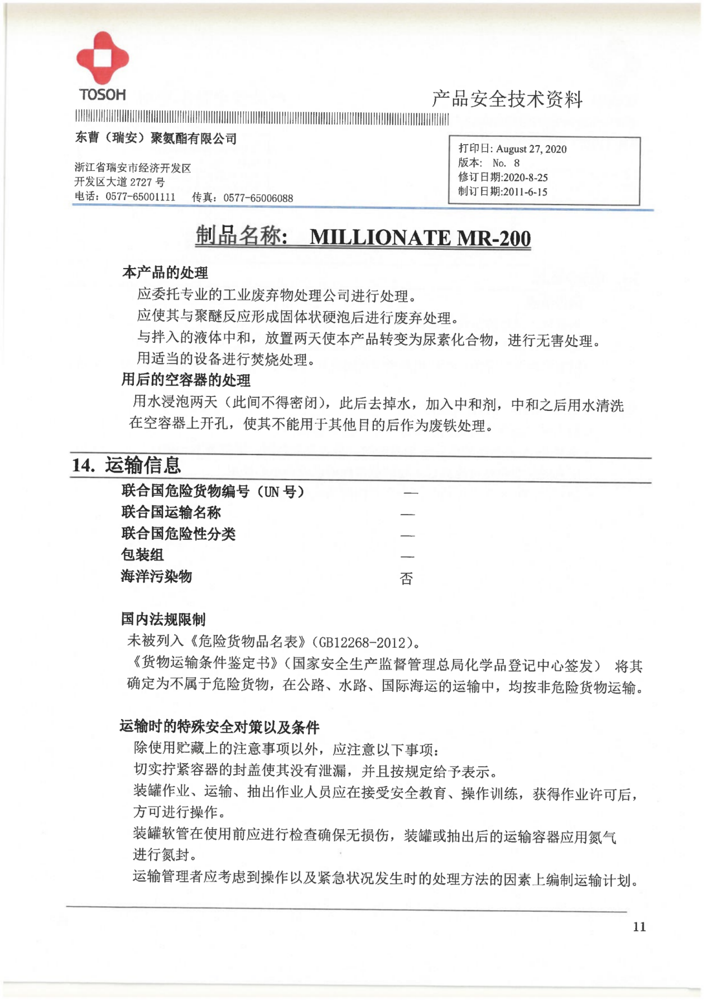 TOSOH
产品安全技术资料
东曹（瑞安）聚氨酯有限公司
浙江省瑞安市经济开发区
开发区大道 2727 号
电话：0577-65001111 传真：0577-65006088
打印日: August 27, 2020
版本: No. 8
修订日期:2020-8-25
制订日期:2011-6-15
制品名称: MILLIONATE MR-200
本产品的处理
应委托专业的工业废弃物处理公司进行处理。
应使其与聚醚反应形成固体状硬泡后进行废弃处理。
与拌入的液体中和，放置两天使本产品转变为尿素化合物，进行无害处理。
用适当的设备进行焚烧处理。
用后的空容器的处理
用水浸泡两天（此间不得密闭），此后去掉水，加入中和剂，中和之后用水清洗
在空容器上开孔，使其不能用于其他目的后作为废铁处理。
14. 运输信息
联合国危险货物编号（UN 号） —
联合国运输名称 —
联合国危险性分类 —
包装组 —
海洋污染物 否
国内法规限制
未被列入《危险货物品名表》（GB12268-2012）。
《货物运输条件鉴定书》（国家安全生产监督管理总局化学品登记中心签发） 将其
确定为不属于危险货物，在公路、水路、国际海运的运输中，均按非危险货物运输。
运输时的特殊安全对策以及条件
除使用贮藏上的注意事项以外，应注意以下事项：
切实拧紧容器的封盖使其没有泄漏，并且按规定给予表示。
装罐作业、运输、抽出作业人员应在接受安全教育、操作训练，获得作业许可后，
方可进行操作。
装罐软管在使用前应进行检查确保无损伤，装罐或抽出后的运输容器应用氮气
进行氮封。
运输管理者应考虑到操作以及紧急状况发生时的处理方法的因素上编制运输计划。
11